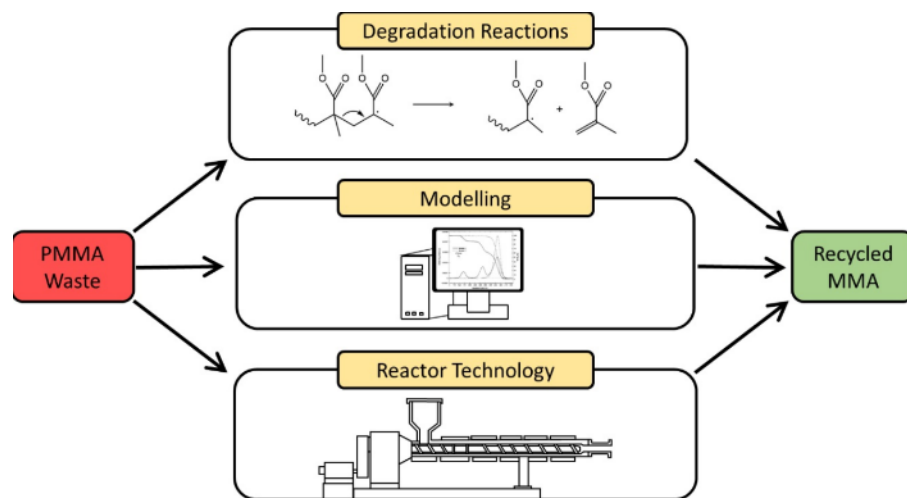 Degradation Reactions
O
O
O
O
O
O
O
O
+
Modelling
PMMA
Waste
Recycled
MMA
Reactor Technology